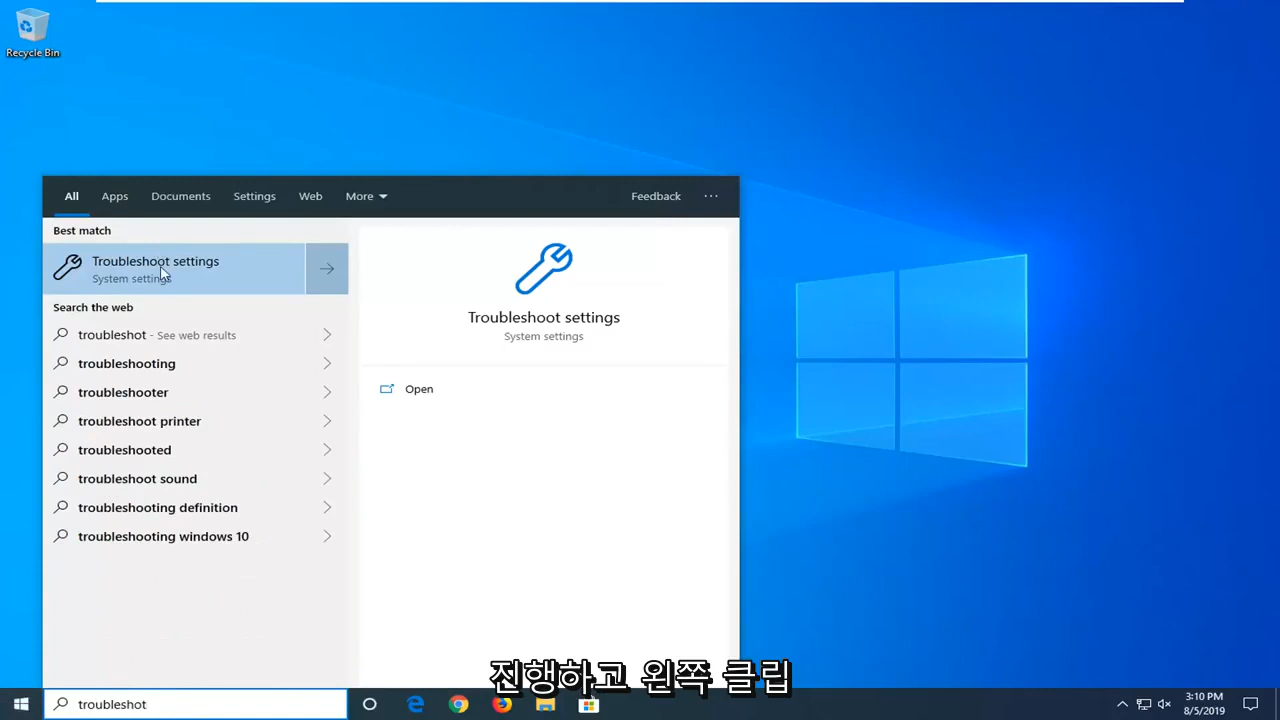 Recycle Bin
All Apps Documents Settings Web More Feedback ...
Best match
Troubleshoot settings
System settings
Search the web
troubleshot - See web results
troubleshooting
troubleshooter
troubleshoot printer
troubleshooted
troubleshoot sound
troubleshooting definition
troubleshooting windows 10
Troubleshoot settings
System settings
Open
진행하고 왼쪽 클립
troubleshot
3:10 PM
8/5/2019